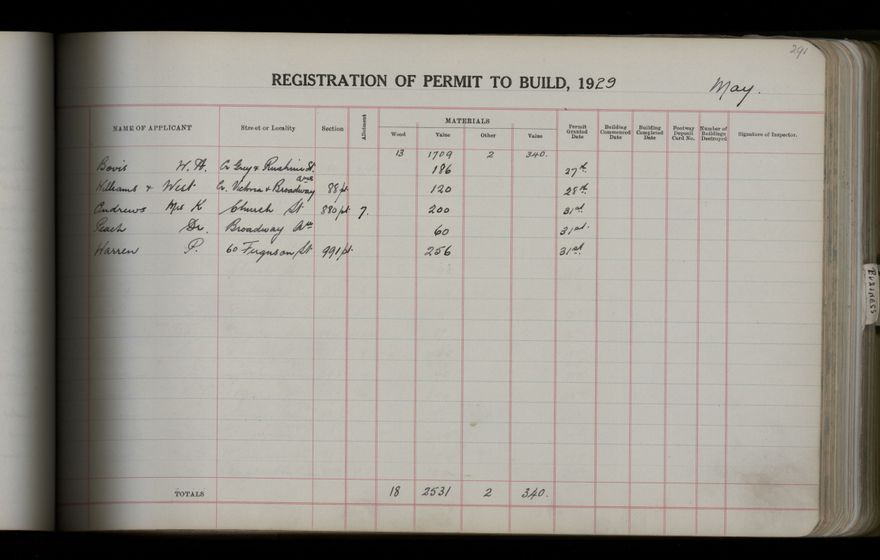 291
REGISTRATION OF PERMIT TO BUILD, 1929 May.
NAME OF APPLICANT Street or Locality Section Allotment MATERIALS Wood Value Other Value Permit Granted Date Building Commenced Date Building Completed Date Footway Deposit Card No. Number of Buildings Destroyed Signature of Inspector.
13 1709 2 340.
Bovis W. H. Cr Grey & Ruahine St. 186 27th
Williams & West Cr. Victoria & Broadway Aves 88 pt. 120 28th
Andrews Mrs K Church St 880 pt 7. 200 31st
Peach Dr. Broadway Ave 60 31st
Warren P. 60 Ferguson St 991 pt. 256 31st
TOTALS 18 2531 2 340.
BUSINESS